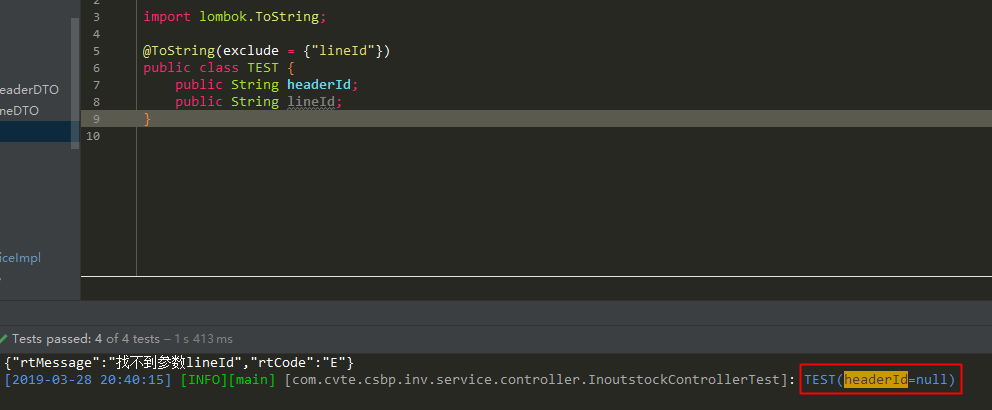 2
3 import lombok.ToString;
4
5 @ToString(exclude = {"lineId"})
6 public class TEST {
7 public String headerId;
8 public String lineId;
9 }
10
eaderDTO
neDTO
iceImpl
Tests passed: 4 of 4 tests – 1 s 413 ms
{"rtMessage":"找不到参数lineId","rtCode":"E"}
[2019-03-28 20:40:15] [INFO][main] [com.cvte.csbp.inv.service.controller.InoutstockControllerTest]: TEST(headerId=null)